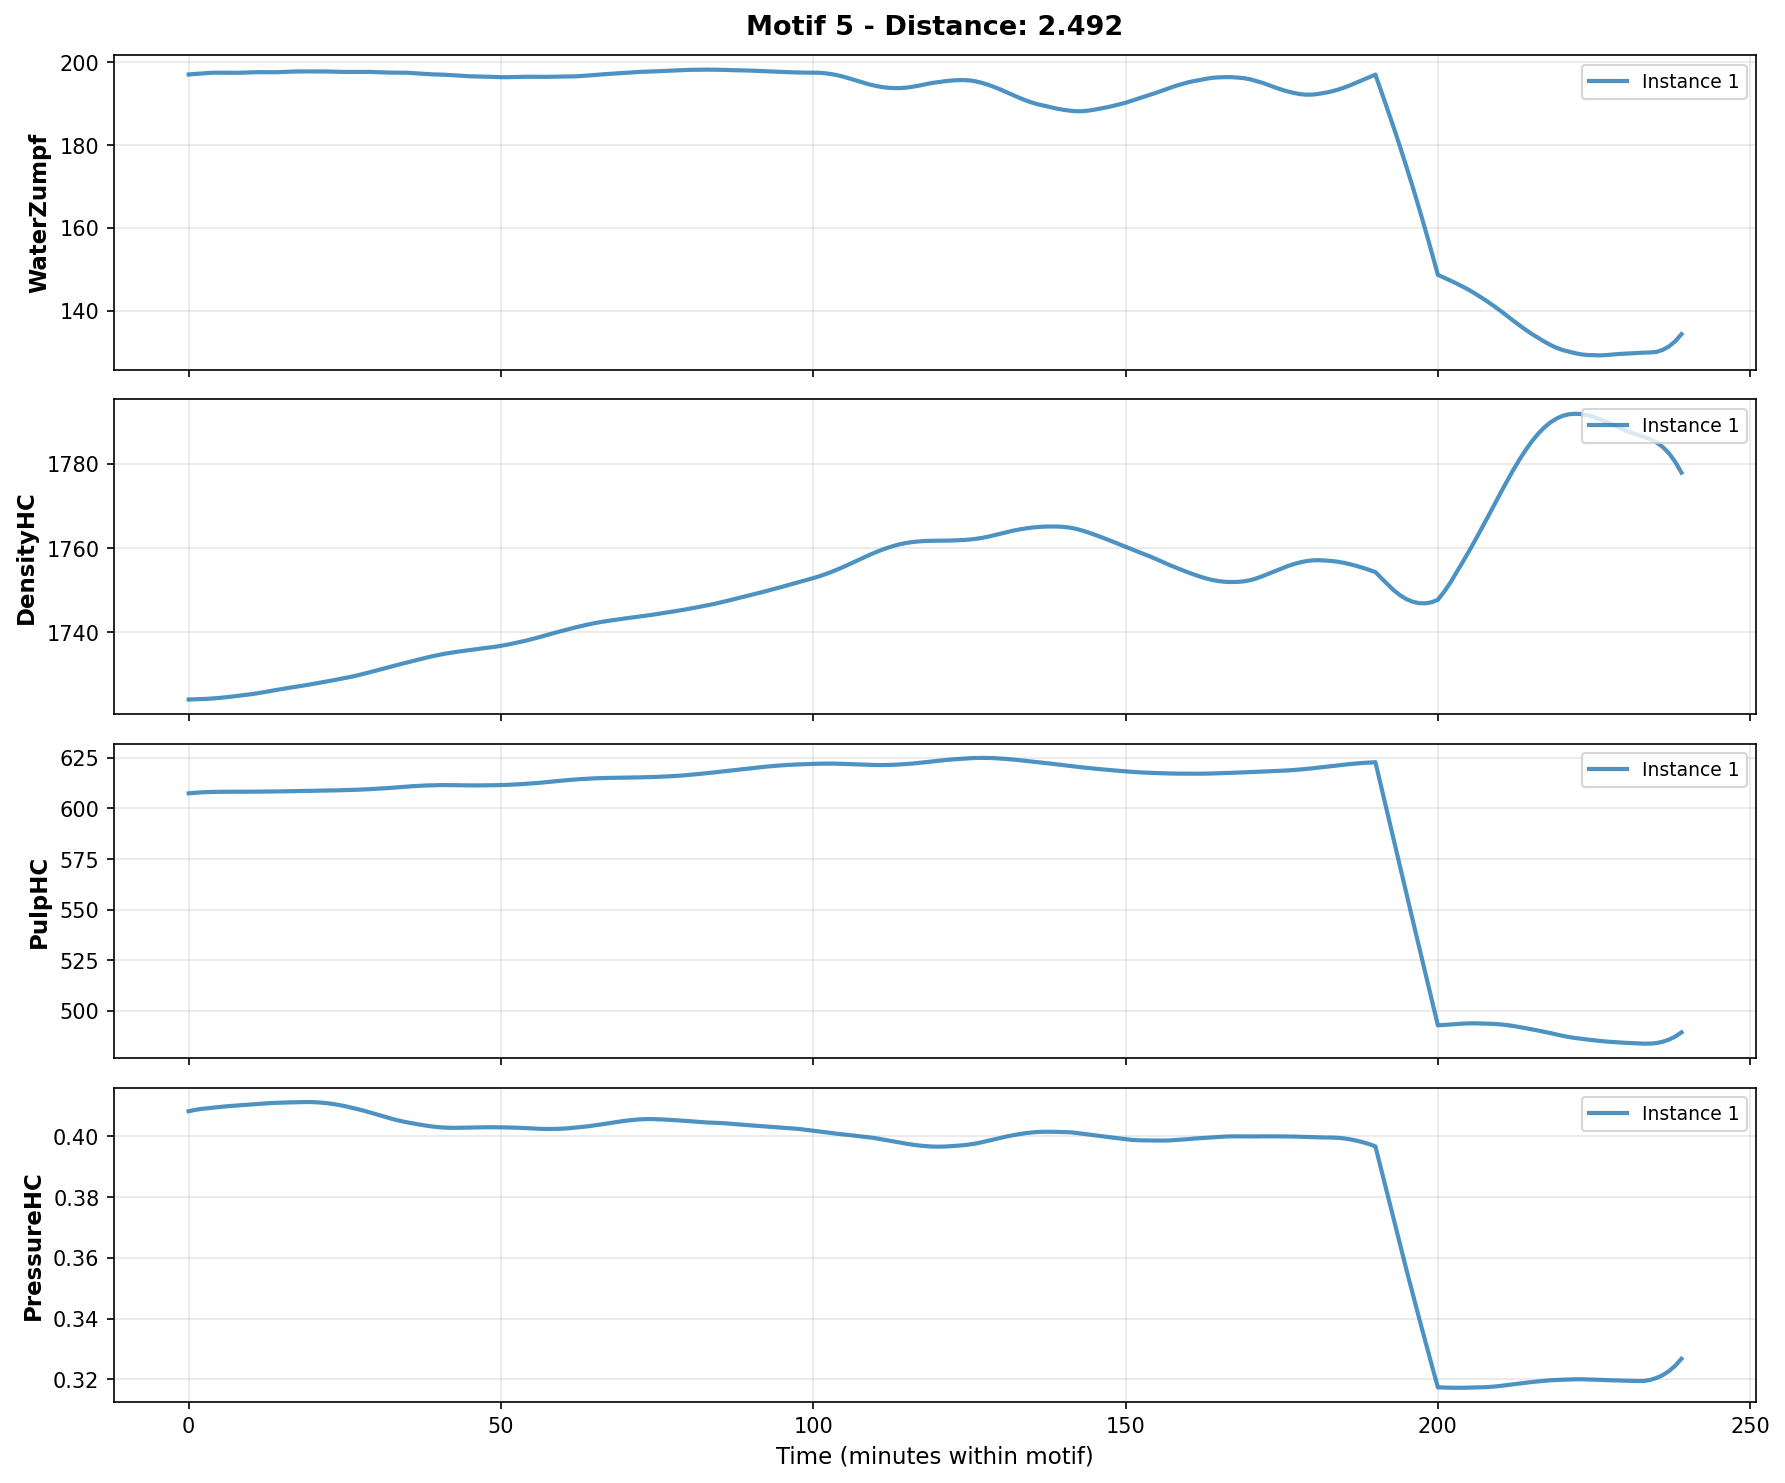 Motif 5 - Distance: 2.492
WaterZumpf
200
180
160
140
Instance 1
DensityHC
1780
1760
1740
Instance 1
PulpHC
625
600
575
550
525
500
Instance 1
PressureHC
0.40
0.38
0.36
0.34
0.32
Instance 1
0 50 100 150 200 250
Time (minutes within motif)